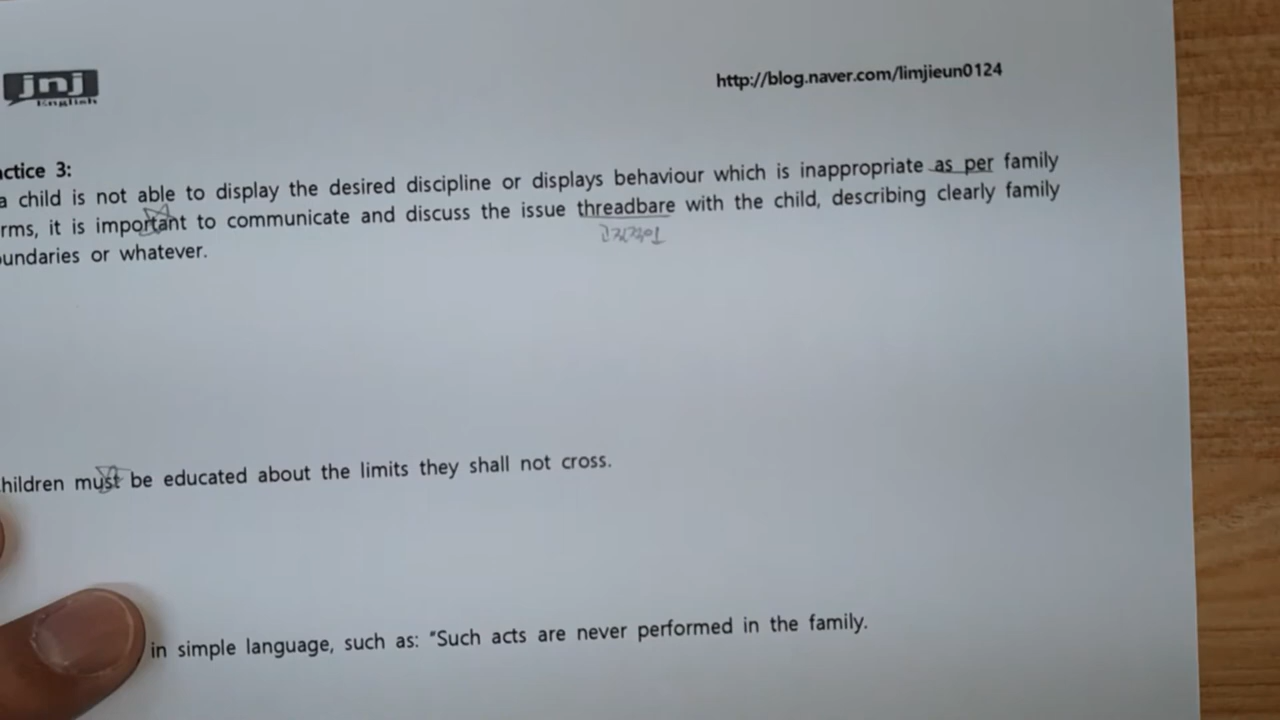 jnj
English
http://blog.naver.com/limjieun0124
ctice 3:
a child is not able to display the desired discipline or displays behaviour which is inappropriate as per family
rms, it is important to communicate and discuss the issue threadbare with the child, describing clearly family
undaries or whatever.
hildren must be educated about the limits they shall not cross.
in simple language, such as: "Such acts are never performed in the family.